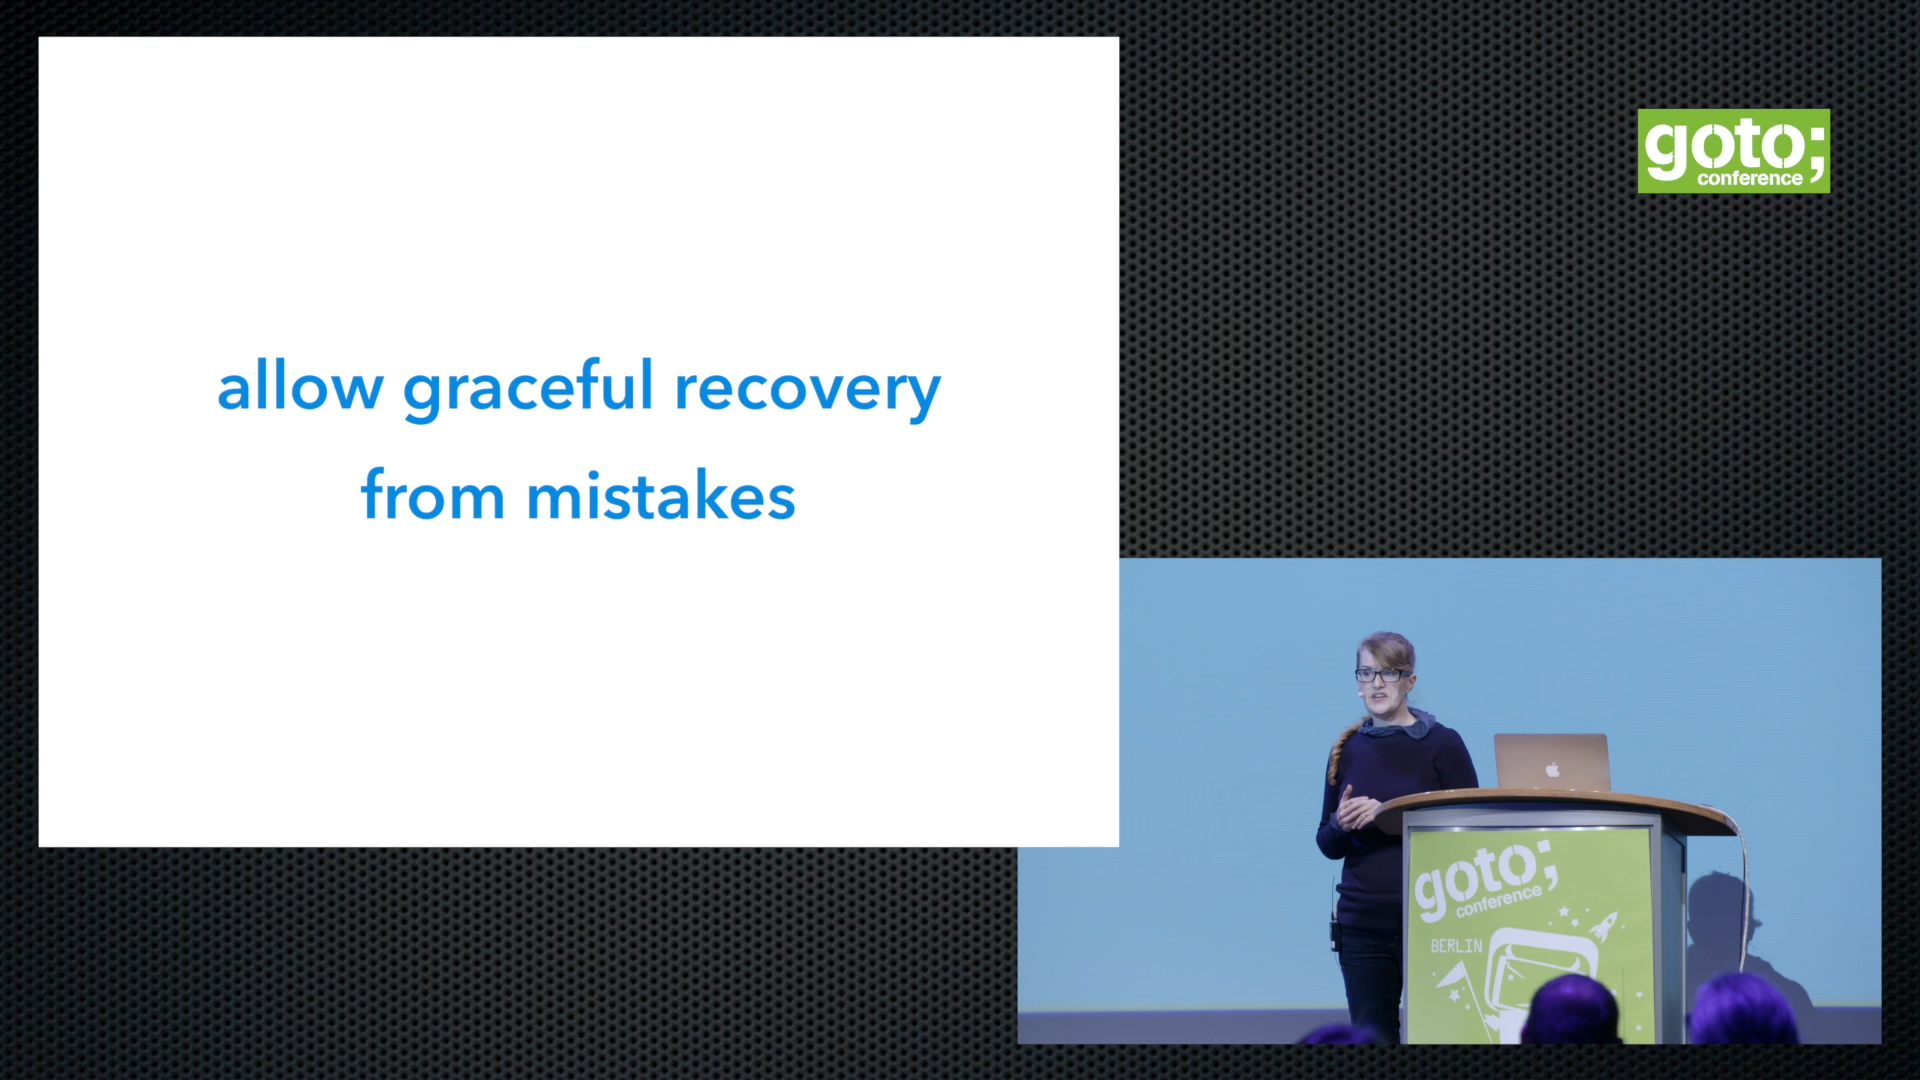 allow graceful recovery
from mistakes
goto;
conference
goto;
conference
BERLIN